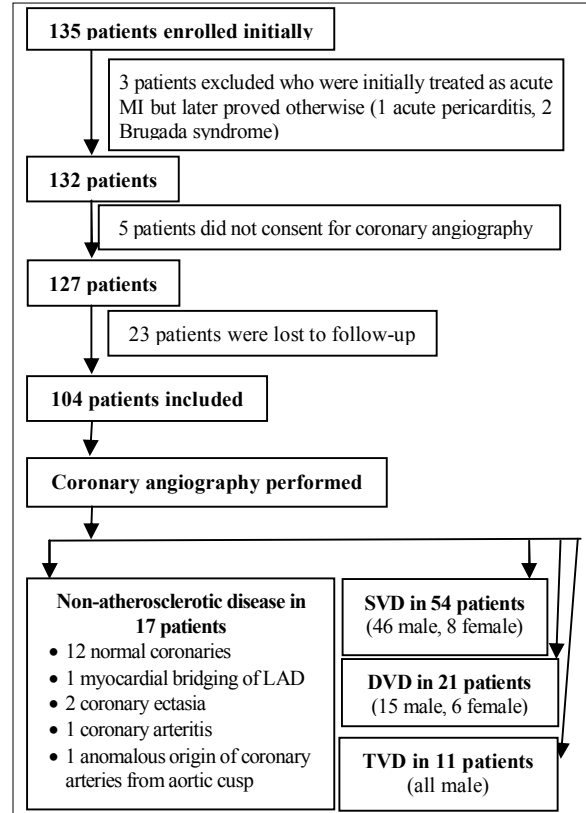 135 patients enrolled initially
3 patients excluded who were initially treated as acute
MI but later proved otherwise (1 acute pericarditis, 2
Brugada syndrome)
132 patients
5 patients did not consent for coronary angiography
127 patients
23 patients were lost to follow-up
104 patients included
Coronary angiography performed
Non-atherosclerotic disease in
17 patients
• 12 normal coronaries
• 1 myocardial bridging of LAD
• 2 coronary ectasia
• 1 coronary arteritis
• 1 anomalous origin of coronary
arteries from aortic cusp
SVD in 54 patients
(46 male, 8 female)
DVD in 21 patients
(15 male, 6 female)
TVD in 11 patients
(all male)